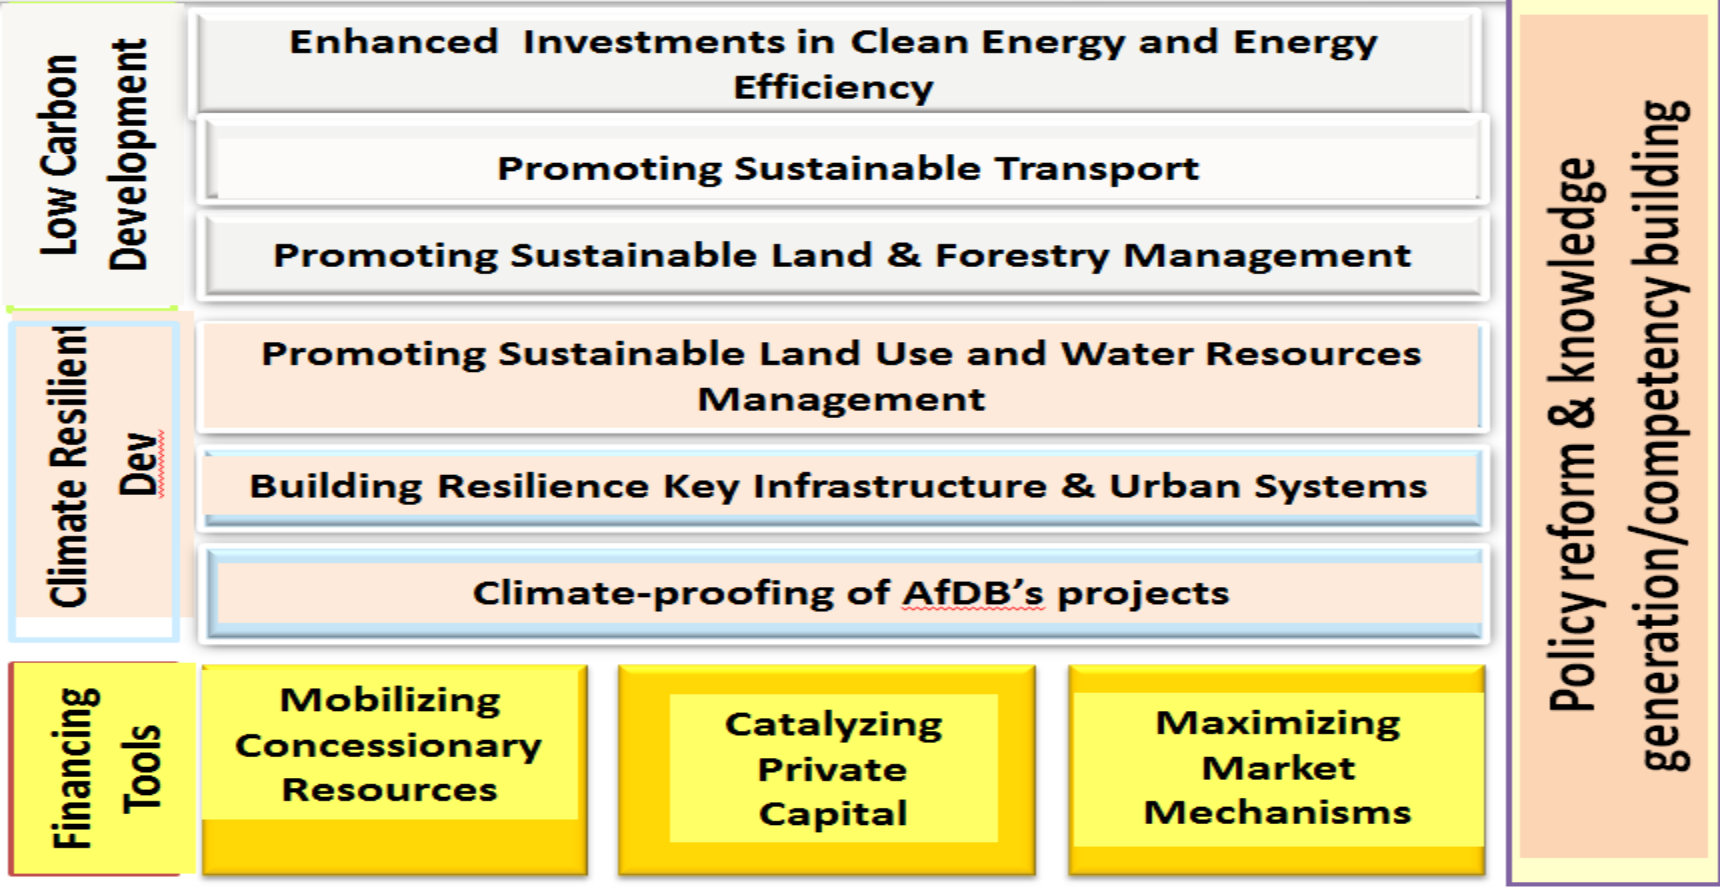 Low Carbon
Development
Enhanced Investments in Clean Energy and Energy
Efficiency
Promoting Sustainable Transport
Promoting Sustainable Land & Forestry Management
Climate Resilient
Dev
Promoting Sustainable Land Use and Water Resources
Management
Building Resilience Key Infrastructure & Urban Systems
Climate-proofing of AfDB’s projects
Financing
Tools
Mobilizing
Concessionary
Resources
Catalyzing
Private
Capital
Maximizing
Market
Mechanisms
Policy reform & knowledge
generation/competency building